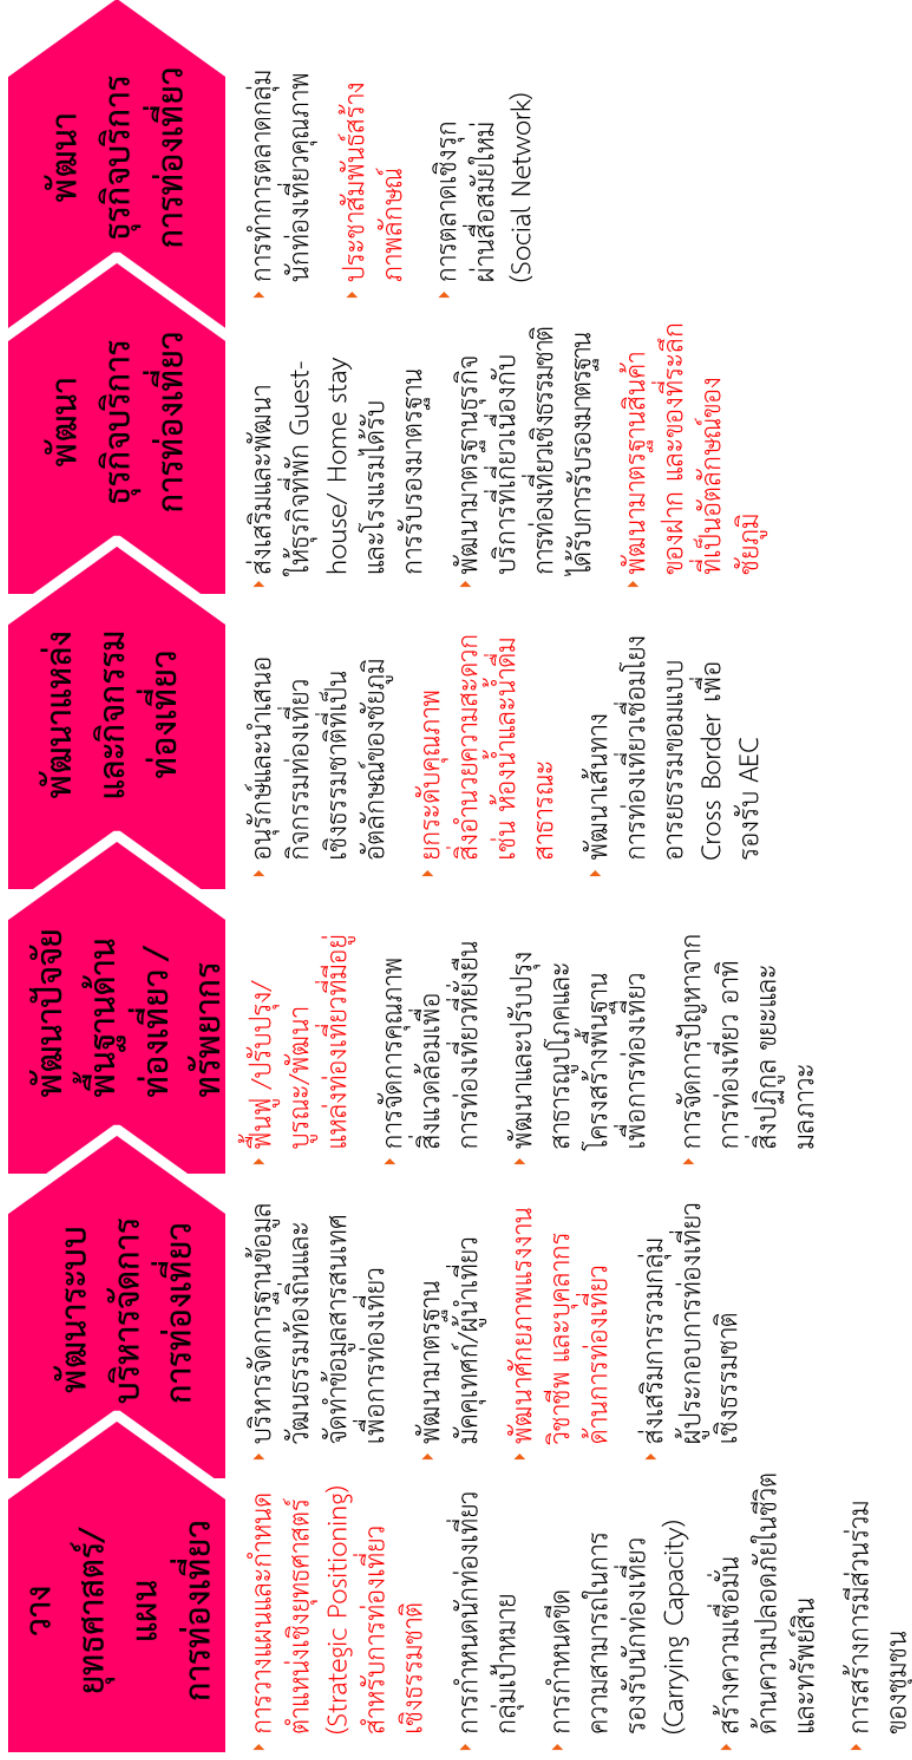 วาง
ยุทธศาสตร์/
แผน
การท่องเที่ยว
การวางแผนและกำหนด
ตำแหน่งเชิงยุทธศาสตร์
(Strategic Positioning)
สำหรับการท่องเที่ยว
เชิงธรรมชาติ
การกำหนดนักท่องเที่ยว
กลุ่มเป้าหมาย
การกำหนดขีด
ความสามารถในการ
รองรับนักท่องเที่ยว
(Carrying Capacity)
สร้างความเชื่อมั่น
ด้านความปลอดภัยในชีวิต
และทรัพย์สิน
การสร้างการมีส่วนร่วม
ของชุมชน
พัฒนาระบบ
บริหารจัดการ
การท่องเที่ยว
บริหารจัดการฐานข้อมูล
วัฒนธรรมท้องถิ่นและ
จัดทำข้อมูลสารสนเทศ
เพื่อการท่องเที่ยว
พัฒนามาตรฐาน
มัคคุเทศก์/ผู้นำเที่ยว
พัฒนาศักยภาพแรงงาน
วิชาชีพ และบุคลากร
ด้านการท่องเที่ยว
ส่งเสริมการรวมกลุ่ม
ผู้ประกอบการท่องเที่ยว
เชิงธรรมชาติ
พัฒนาปัจจัย
พื้นฐานด้าน
ท่องเที่ยว /
ทรัพยากร
ฟื้นฟู /ปรับปรุง/
บูรณะ/พัฒนา
แหล่งท่องเที่ยวที่มีอยู่
การจัดการคุณภาพ
สิ่งแวดล้อมเพื่อ
การท่องเที่ยวที่ยั่งยืน
พัฒนาและปรับปรุง
สาธารณูปโภคและ
โครงสร้างพื้นฐาน
เพื่อการท่องเที่ยว
การจัดการปัญหาจาก
การท่องเที่ยว อาทิ
สิ่งปฏิกูล ขยะและ
มลภาวะ
พัฒนาแหล่ง
และกิจกรรม
ท่องเที่ยว
อนุรักษ์และนำเสนอ
กิจกรรมท่องเที่ยว
เชิงธรรมชาติที่เป็น
อัตลักษณ์ของชัยภูมิ
ยกระดับคุณภาพ
สิ่งอำนวยความสะดวก
เช่น ห้องน้ำและน้ำดื่ม
สาธารณะ
พัฒนาเส้นทาง
การท่องเที่ยวเชื่อมโยง
อารยธรรมขอมแบบ
Cross Border เพื่อ
รองรับ AEC
พัฒนา
ธุรกิจบริการ
การท่องเที่ยว
ส่งเสริมและพัฒนา
ให้ธุรกิจที่พัก Guest-
house/ Home stay
และโรงแรมได้รับ
การรับรองมาตรฐาน
พัฒนามาตรฐานธุรกิจ
บริการที่เกี่ยวเนื่องกับ
การท่องเที่ยวเชิงธรรมชาติ
ได้รับการรับรองมาตรฐาน
พัฒนามาตรฐานสินค้า
ของฝาก และของที่ระลึก
ที่เป็นอัตลักษณ์ของ
ชัยภูมิ
พัฒนา
ธุรกิจบริการ
การท่องเที่ยว
การทำการตลาดกลุ่ม
นักท่องเที่ยวคุณภาพ
ประชาสัมพันธ์สร้าง
ภาพลักษณ์
การตลาดเชิงรุก
ผ่านสื่อสมัยใหม่
(Social Network)